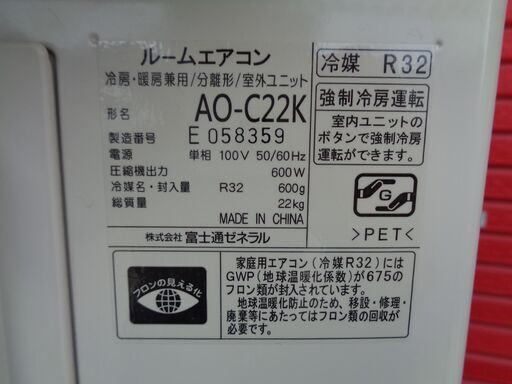 ルームエアコン
冷房・暖房兼用/分離形/室外ユニット
形名 AO-C22K
製造番号 E 058359
電源 単相 100V 50/60Hz
圧縮機出力 600W
冷媒名・封入量 R32 600g
総質量 22kg
MADE IN CHINA
株式会社 富士通ゼネラル
冷媒 R32
強制冷房運転
室内ユニットの
ボタンで強制冷房
運転ができます。
G
>PET<
フロンの見える化
家庭用エアコン(冷媒R32)には
GWP(地球温暖化係数)が675の
フロン類が封入されています。
地球温暖化防止のため、移設・修理・
廃棄等にあたってはフロン類の回収が
必要です。